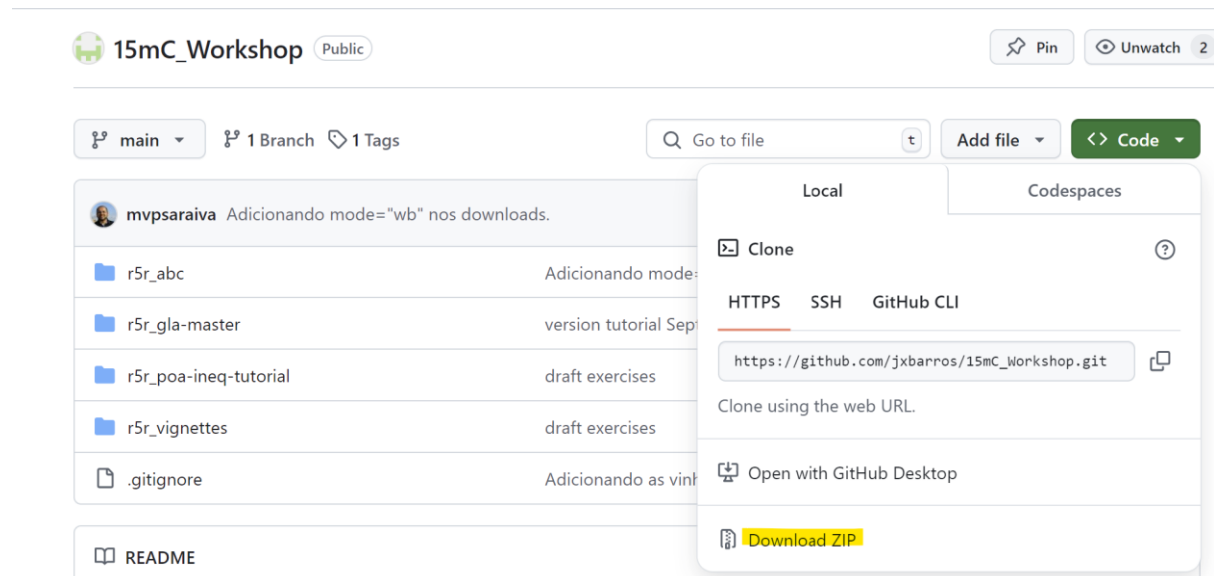 15mC_Workshop Public
Pin
Unwatch 2
main
1 Branch
1 Tags
Go to file
t
Add file
<> Code
mvpsaraiva Adicionando mode="wb" nos downloads.
r5r_abc Adicionando mode=
r5r_gla-master version tutorial Sept
r5r_poa-ineq-tutorial draft exercises
r5r_vignettes draft exercises
.gitignore Adicionando as vinh
README
Local Codespaces
Clone
HTTPS SSH GitHub CLI
https://github.com/jxbarros/15mC_Workshop.git
Clone using the web URL.
Open with GitHub Desktop
Download ZIP